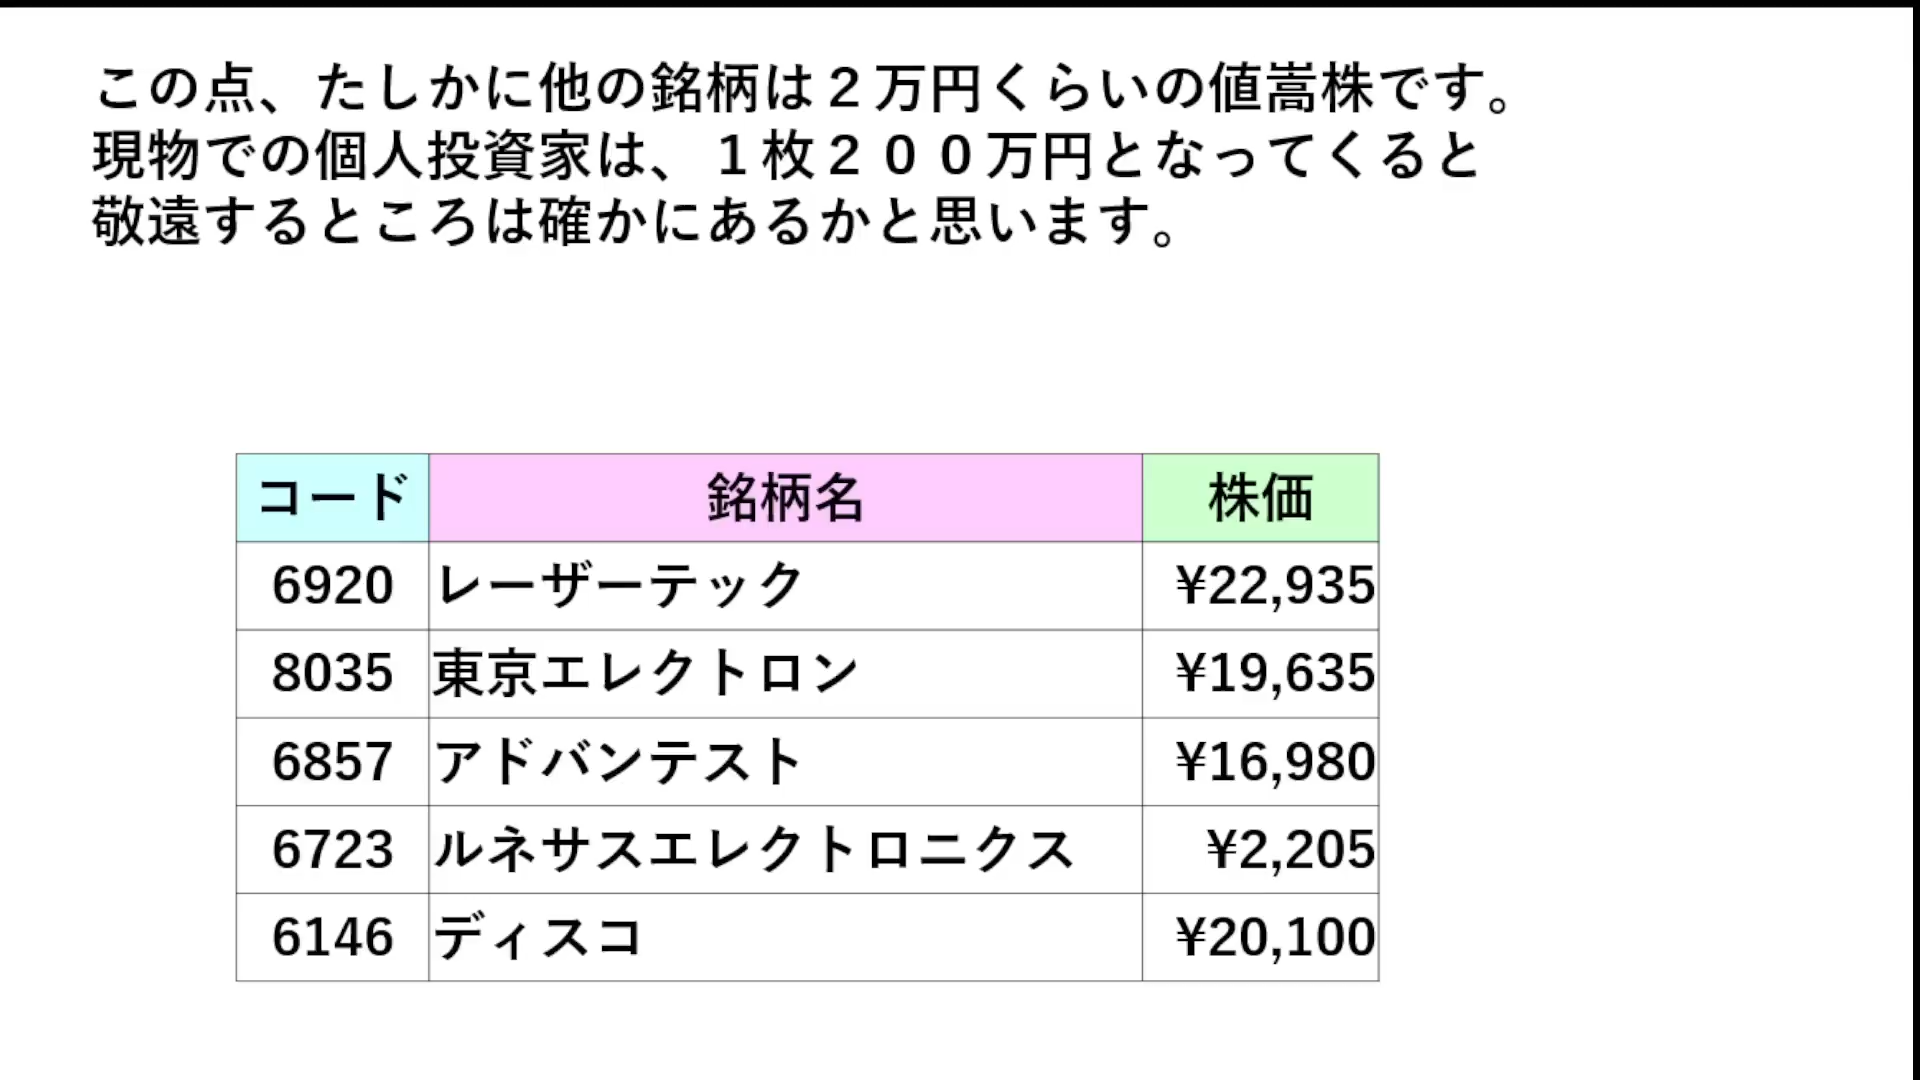 この点、たしかに他の銘柄は２万円くらいの値嵩株です。
現物での個人投資家は、１枚２００万円となってくると
敬遠するところは確かにあるかと思います。
コード 銘柄名 株価
6920 レーザーテック ¥22,935
8035 東京エレクトロン ¥19,635
6857 アドバンテスト ¥16,980
6723 ルネサスエレクトロニクス ¥2,205
6146 ディスコ ¥20,100